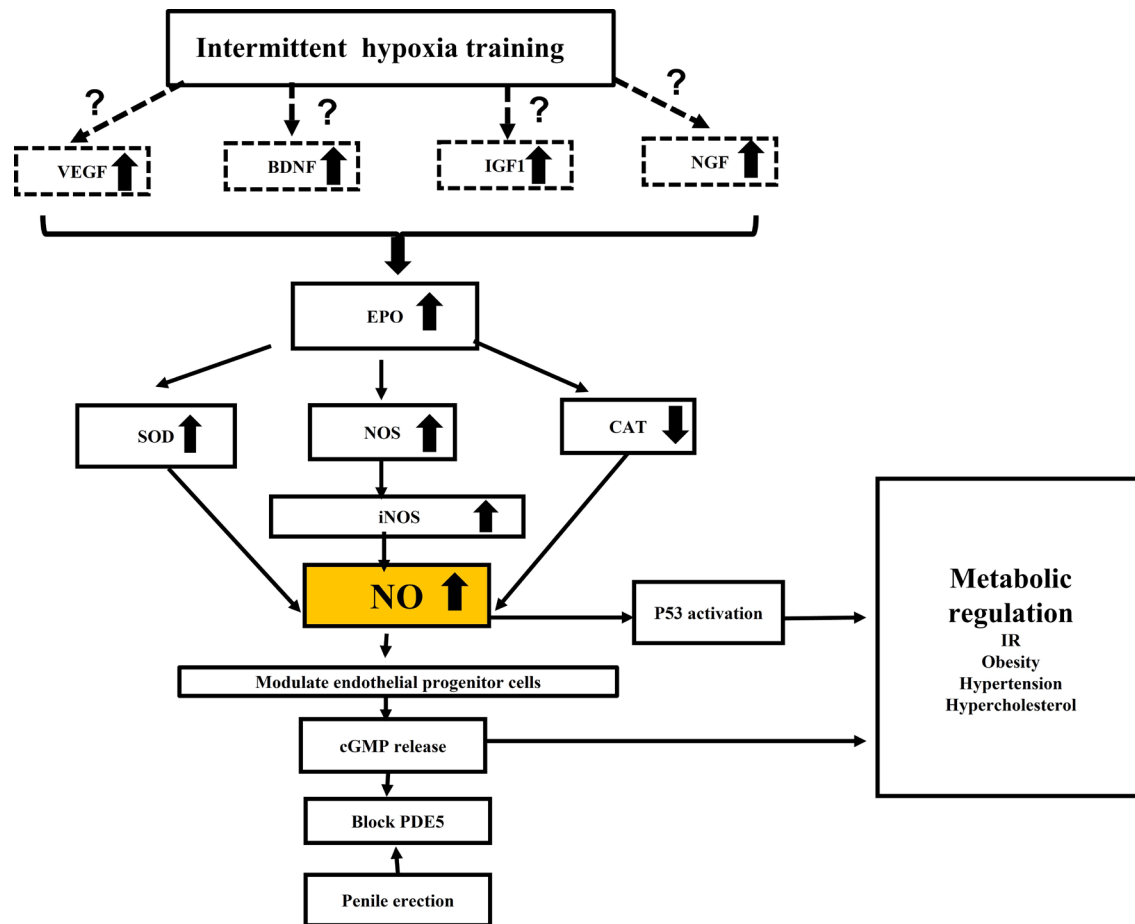 Intermittent hypoxia training
?
?
?
?
VEGF
BDNF
IGF1
NGF
EPO
SOD
NOS
CAT
iNOS
NO
P53 activation
Metabolic
regulation
IR
Obesity
Hypertension
Hypercholesterol
Modulate endothelial progenitor cells
cGMP release
Block PDE5
Penile erection